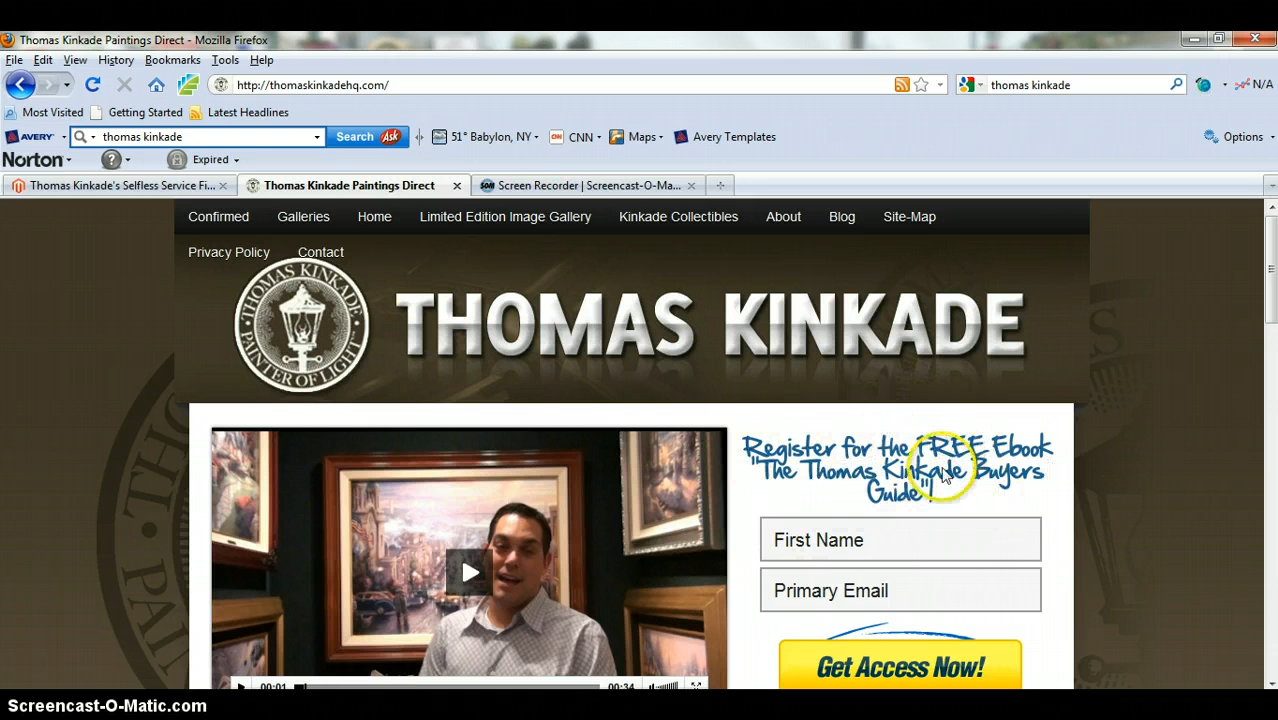 Thomas Kinkade Paintings Direct - Mozilla Firefox
File Edit View History Bookmarks Tools Help
http://thomaskinkadehq.com/ thomas kinkade N/A
Most Visited Getting Started Latest Headlines
AVERY thomas kinkade Search Ask 51° Babylon, NY CNN Maps Avery Templates Options
Norton ? Expired
Thomas Kinkade's Selfless Service Fi... Thomas Kinkade Paintings Direct Screen Recorder | Screencast-O-Ma...
Confirmed Galleries Home Limited Edition Image Gallery Kinkade Collectibles About Blog Site-Map
Privacy Policy Contact
THOMAS KINKADE
PAINTER OF LIGHT
THOMAS KINKADE
Register for the FREE Ebook
"The Thomas Kinkade Buyers
Guide"!
First Name
Primary Email
Get Access Now!
00:01 00:34
Screencast-O-Matic.com